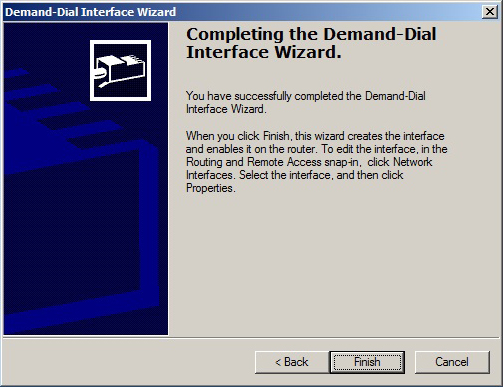 Demand-Dial Interface Wizard
Completing the Demand-Dial
Interface Wizard.
You have successfully completed the Demand-Dial
Interface Wizard.
When you click Finish, this wizard creates the interface
and enables it on the router. To edit the interface, in the
Routing and Remote Access snap-in, click Network
Interfaces. Select the interface, and then click
Properties.
< Back
Finish
Cancel